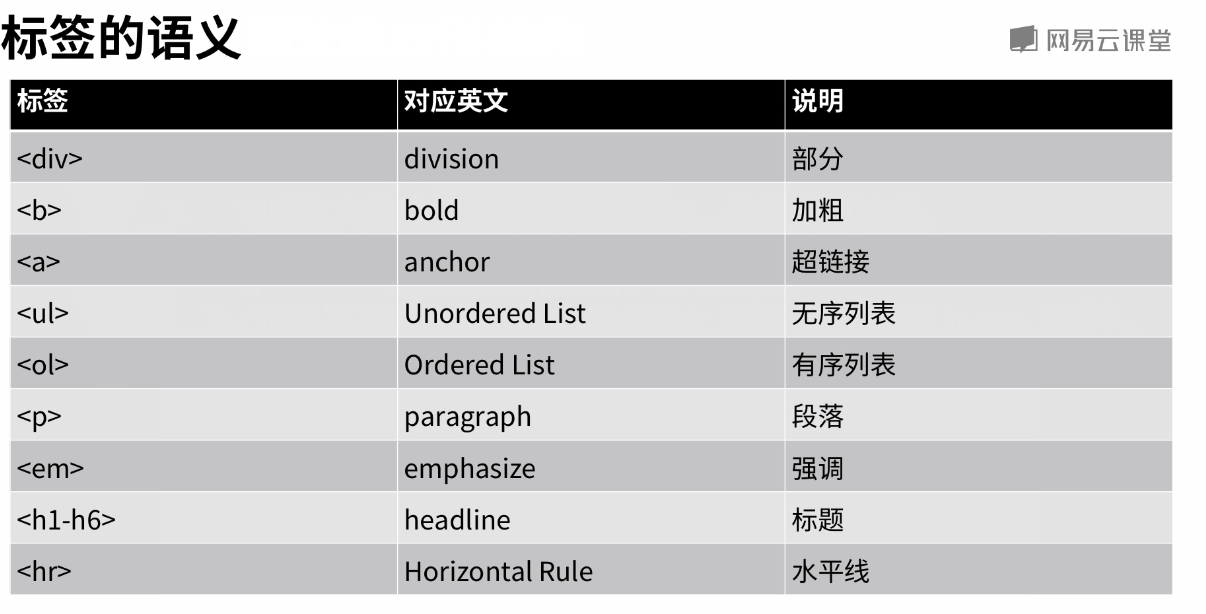 标签的语义
网易云课堂
标签 对应英文 说明
<div> division 部分
<b> bold 加粗
<a> anchor 超链接
<ul> Unordered List 无序列表
<ol> Ordered List 有序列表
<p> paragraph 段落
<em> emphasize 强调
<h1-h6> headline 标题
<hr> Horizontal Rule 水平线